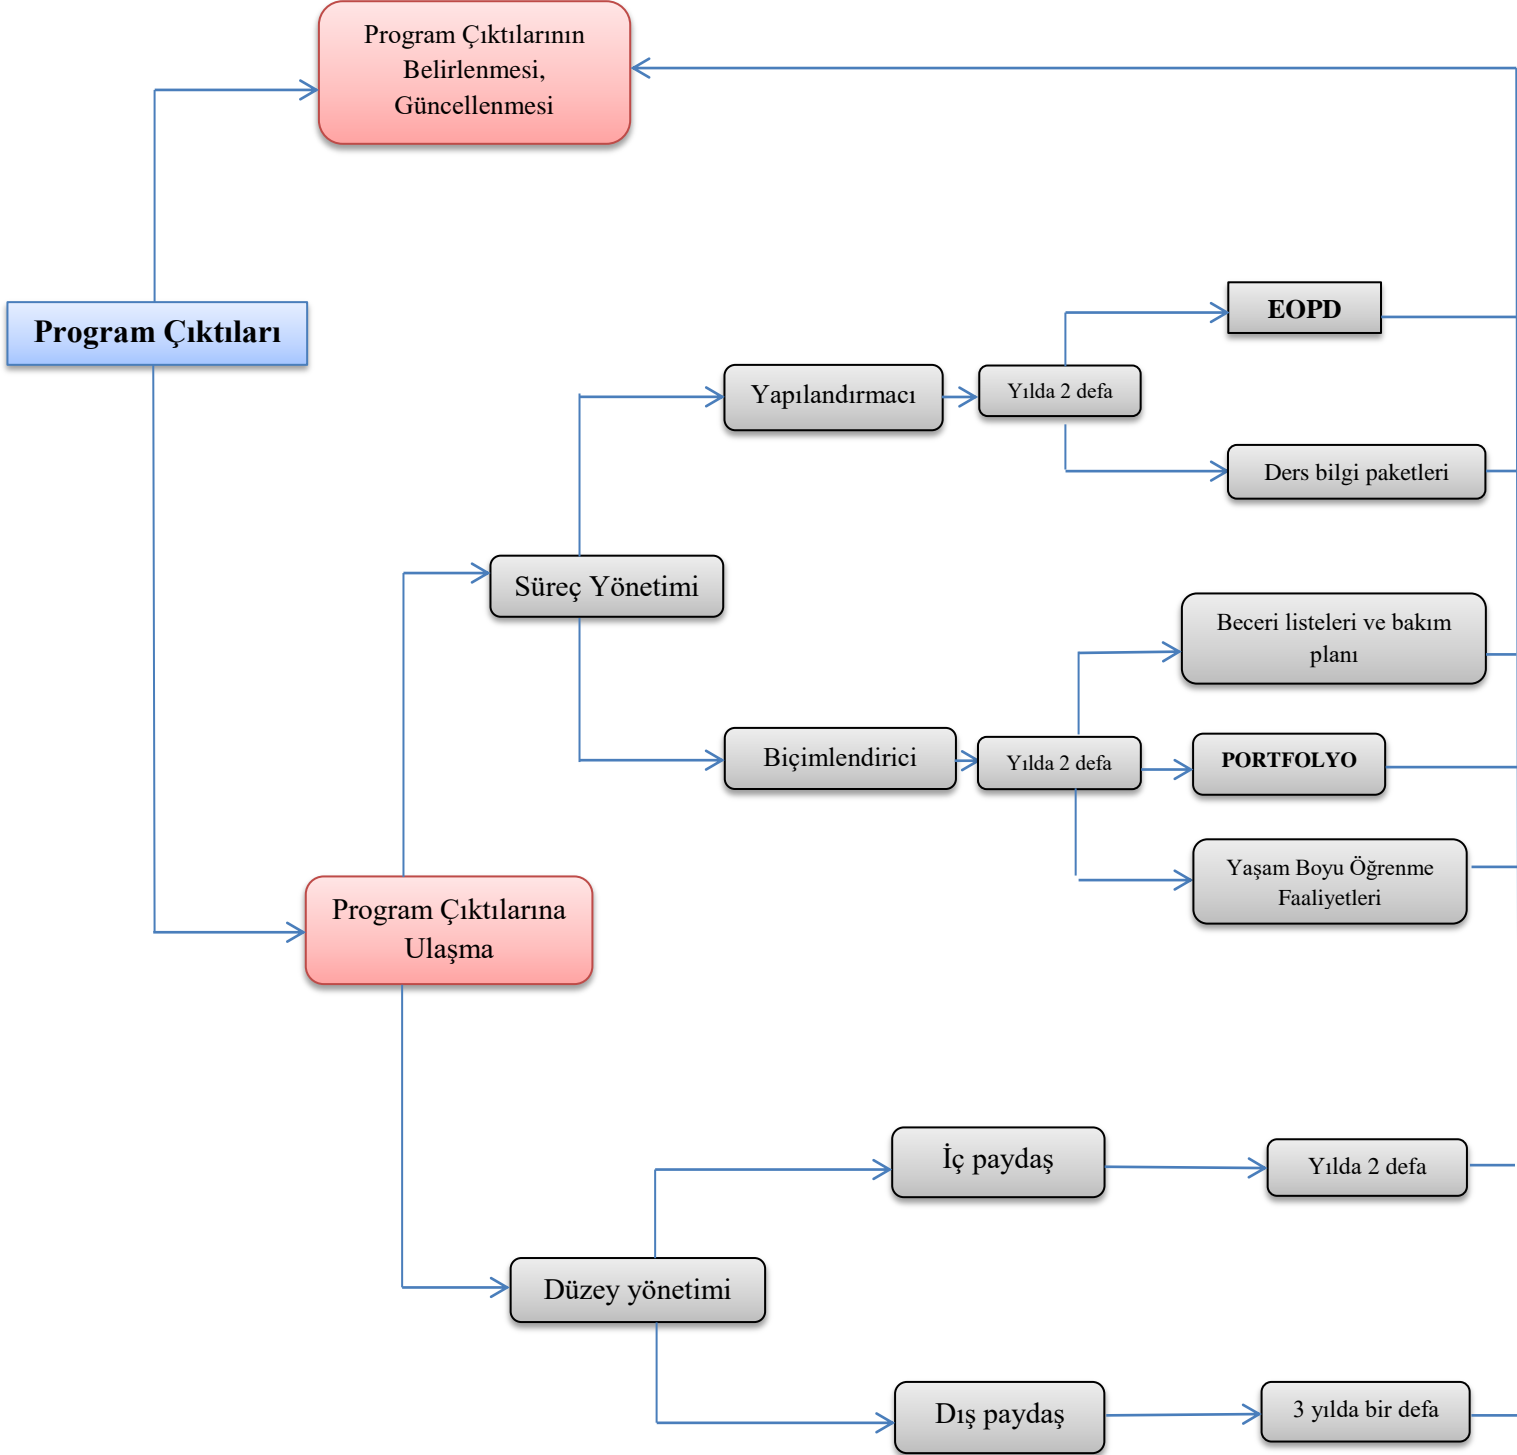 Program Çıktılarının
Belirlenmesi,
Güncellenmesi
Program Çıktıları
EOPD
Yapılandırmacı
Yılda 2 defa
Ders bilgi paketleri
Süreç Yönetimi
Beceri listeleri ve bakım
planı
Biçimlendirici
Yılda 2 defa
PORTFOLYO
Yaşam Boyu Öğrenme
Faaliyetleri
Program Çıktılarına
Ulaşma
İç paydaş
Yılda 2 defa
Düzey yönetimi
Dış paydaş
3 yılda bir defa